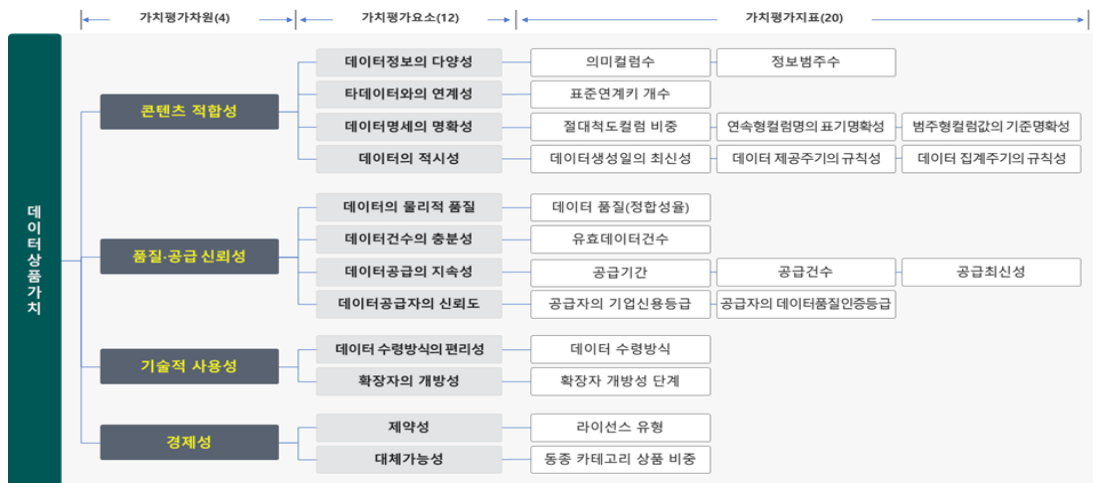 가치평가차원(4) 가치평가요소(12) 가치평가지표(20)
데이터상품가치
콘텐츠 적합성
데이터정보의 다양성 의미컬럼수 정보범주수
타데이터와의 연계성 표준연계키 개수
데이터명세의 명확성 절대척도컬럼 비중 연속형컬럼명의 표기명확성 범주형컬럼값의 기준명확성
데이터의 적시성 데이터생성일의 최신성 데이터 제공주기의 규칙성 데이터 집계주기의 규칙성
품질·공급 신뢰성
데이터의 물리적 품질 데이터 품질(정합성율)
데이터건수의 충분성 유효데이터건수
데이터공급의 지속성 공급기간 공급건수 공급최신성
데이터공급자의 신뢰도 공급자의 기업신용등급 공급자의 데이터품질인증등급
기술적 사용성
데이터 수령방식의 편리성 데이터 수령방식
확장자의 개방성 확장자 개방성 단계
경제성
제약성 라이선스 유형
대체가능성 동종 카테고리 상품 비중